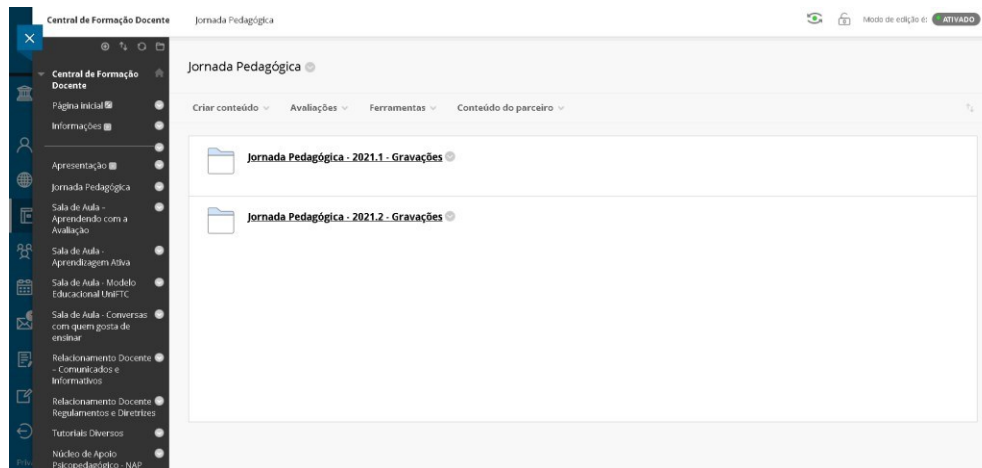 Central de Formação Docente
Jornada Pedagógica
Modo de edição é:
ATIVADO
Central de Formação
Docente
Página inicial
Informações
Apresentação
Jornada Pedagógica
Sala de Aula –
Aprendendo com a
Avaliação
Sala de Aula -
Aprendizagem Ativa
Sala de Aula - Modelo
Educacional UniFTC
Sala de Aula - Conversas
com quem gosta de
ensinar
Relacionamento Docente
– Comunicados e
Informativos
Relacionamento Docente
Regulamentos e Diretrizes
Tutoriais Diversos
Núcleo de Apoio
Psicopedagógico - NAP
Jornada Pedagógica
Criar conteúdo
Avaliações
Ferramentas
Conteúdo do parceiro
Jornada Pedagógica - 2021.1 - Gravações
Jornada Pedagógica - 2021.2 - Gravações